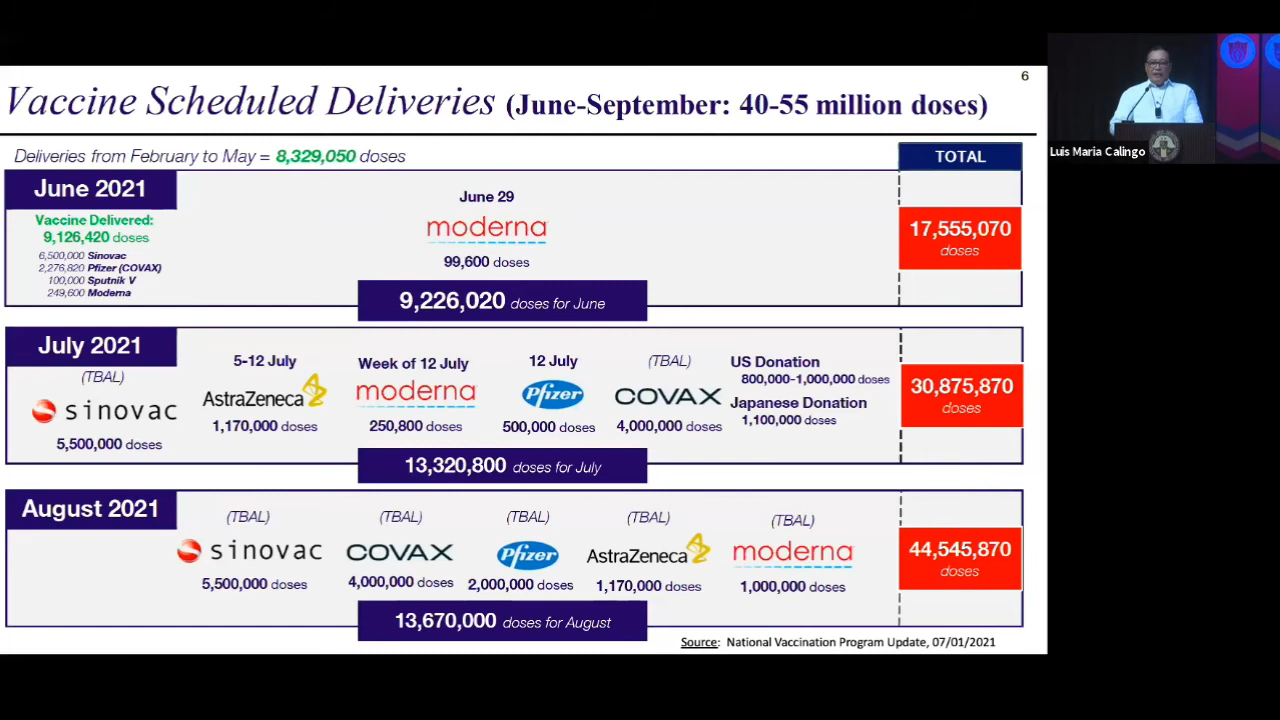 6
Vaccine Scheduled Deliveries (June-September: 40-55 million doses)
Luis Maria Calingo
Deliveries from February to May = 8,329,050 doses
TOTAL
June 2021
Vaccine Delivered:
9,126,420 doses
6,500,000 Sinovac
2,276,820 Pfizer (COVAX)
100,000 Sputnik V
249,600 Moderna
June 29
moderna
99,600 doses
9,226,020 doses for June
17,555,070
doses
July 2021
(TBAL)
sinovac
5,500,000 doses
5-12 July
AstraZeneca
1,170,000 doses
Week of 12 July
moderna
250,800 doses
12 July
Pfizer
500,000 doses
(TBAL)
COVAX
4,000,000 doses
US Donation
800,000-1,000,000 doses
Japanese Donation
1,100,000 doses
13,320,800 doses for July
30,875,870
doses
August 2021
(TBAL)
sinovac
5,500,000 doses
(TBAL)
COVAX
4,000,000 doses
(TBAL)
Pfizer
2,000,000 doses
(TBAL)
AstraZeneca
1,170,000 doses
(TBAL)
moderna
1,000,000 doses
13,670,000 doses for August
44,545,870
doses
Source: National Vaccination Program Update, 07/01/2021